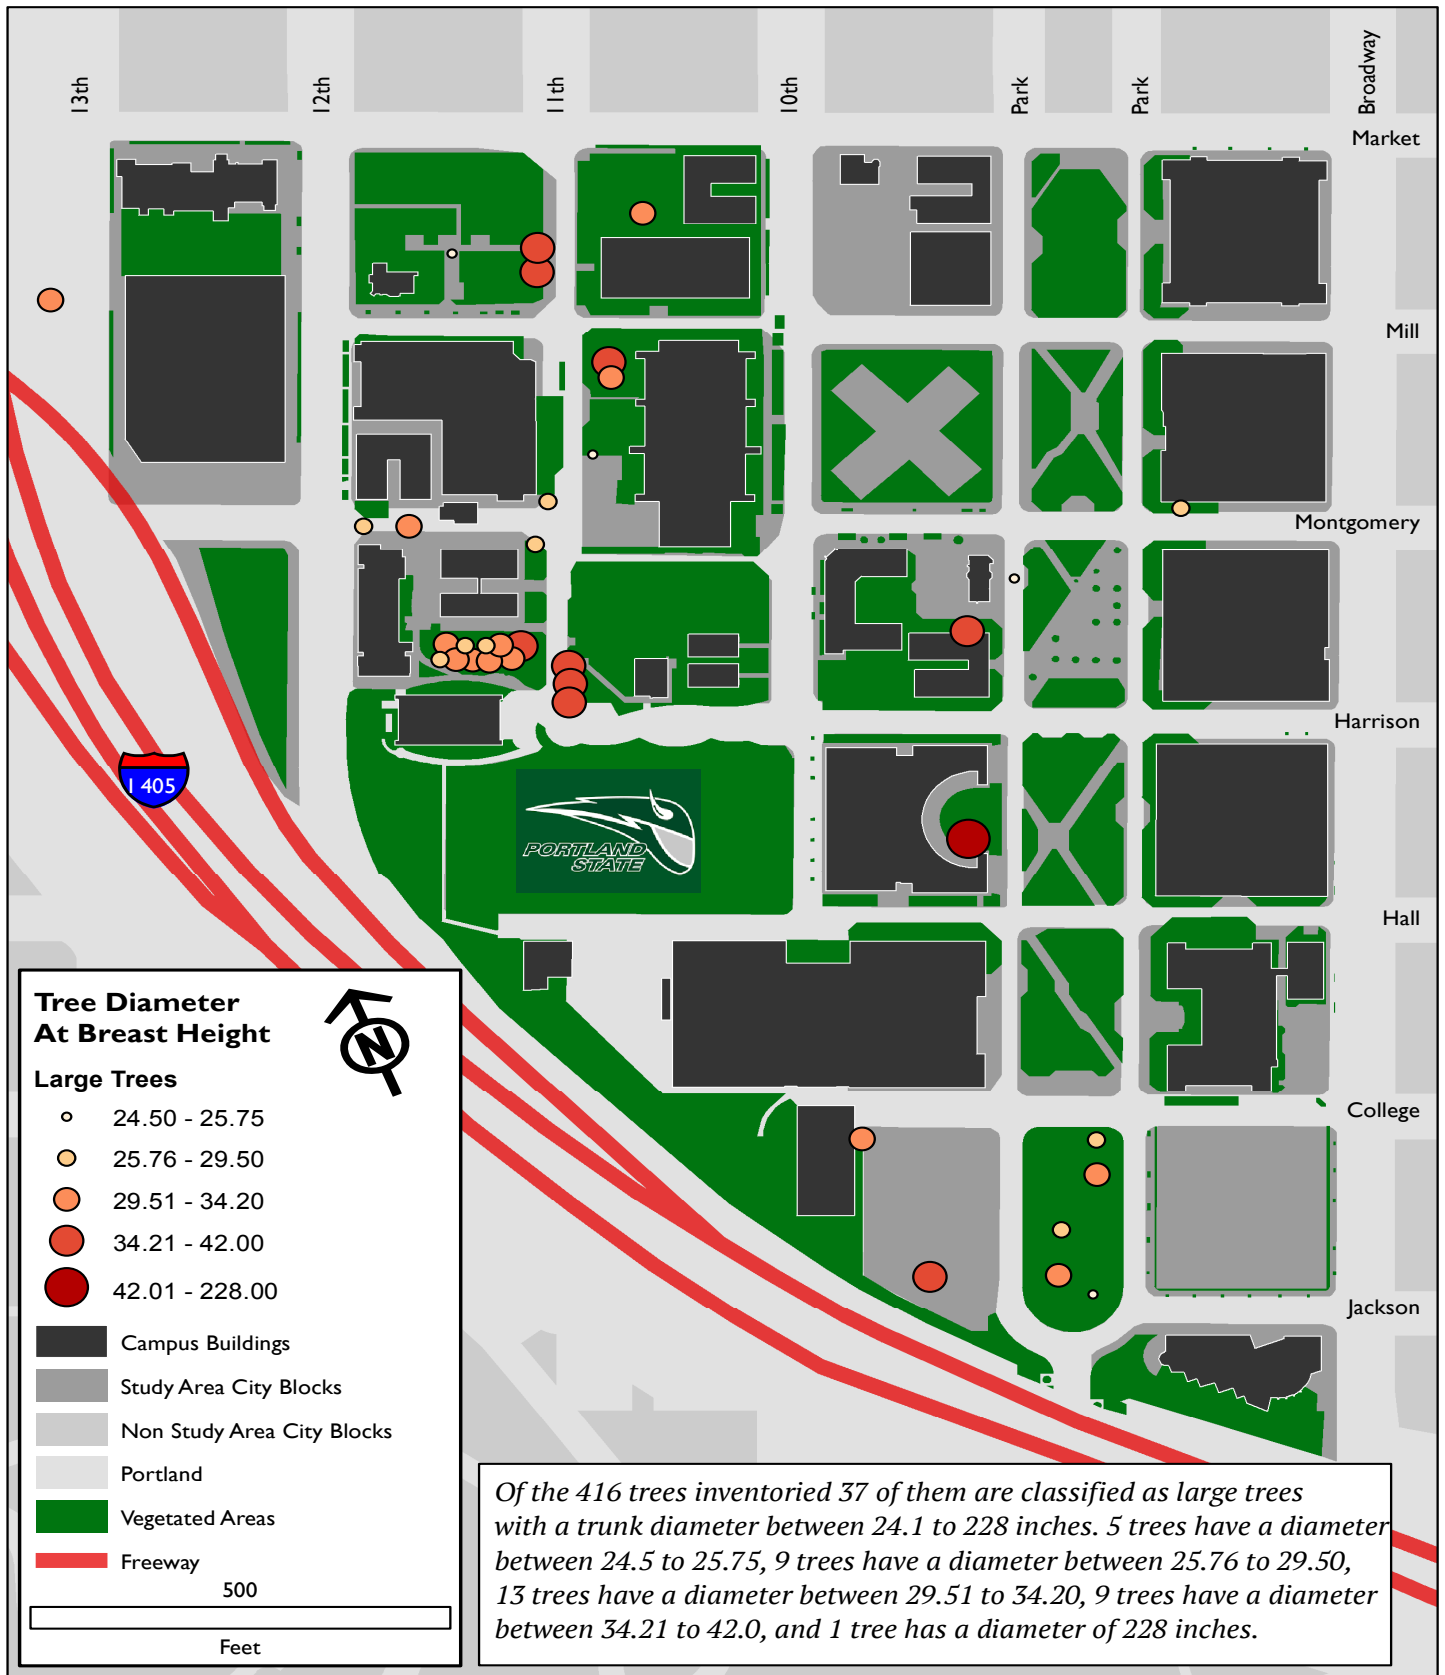 13th
12th
11th
10th
Park
Park
Broadway
Market
Mill
Montgomery
Harrison
Hall
College
Jackson
I 405
PORTLAND
STATE
Tree Diameter
At Breast Height
N
Large Trees
24.50 - 25.75
25.76 - 29.50
29.51 - 34.20
34.21 - 42.00
42.01 - 228.00
Campus Buildings
Study Area City Blocks
Non Study Area City Blocks
Portland
Vegetated Areas
Freeway
500
Feet
Of the 416 trees inventoried 37 of them are classified as large trees
with a trunk diameter between 24.1 to 228 inches. 5 trees have a diameter
between 24.5 to 25.75, 9 trees have a diameter between 25.76 to 29.50,
13 trees have a diameter between 29.51 to 34.20, 9 trees have a diameter
between 34.21 to 42.0, and 1 tree has a diameter of 228 inches.